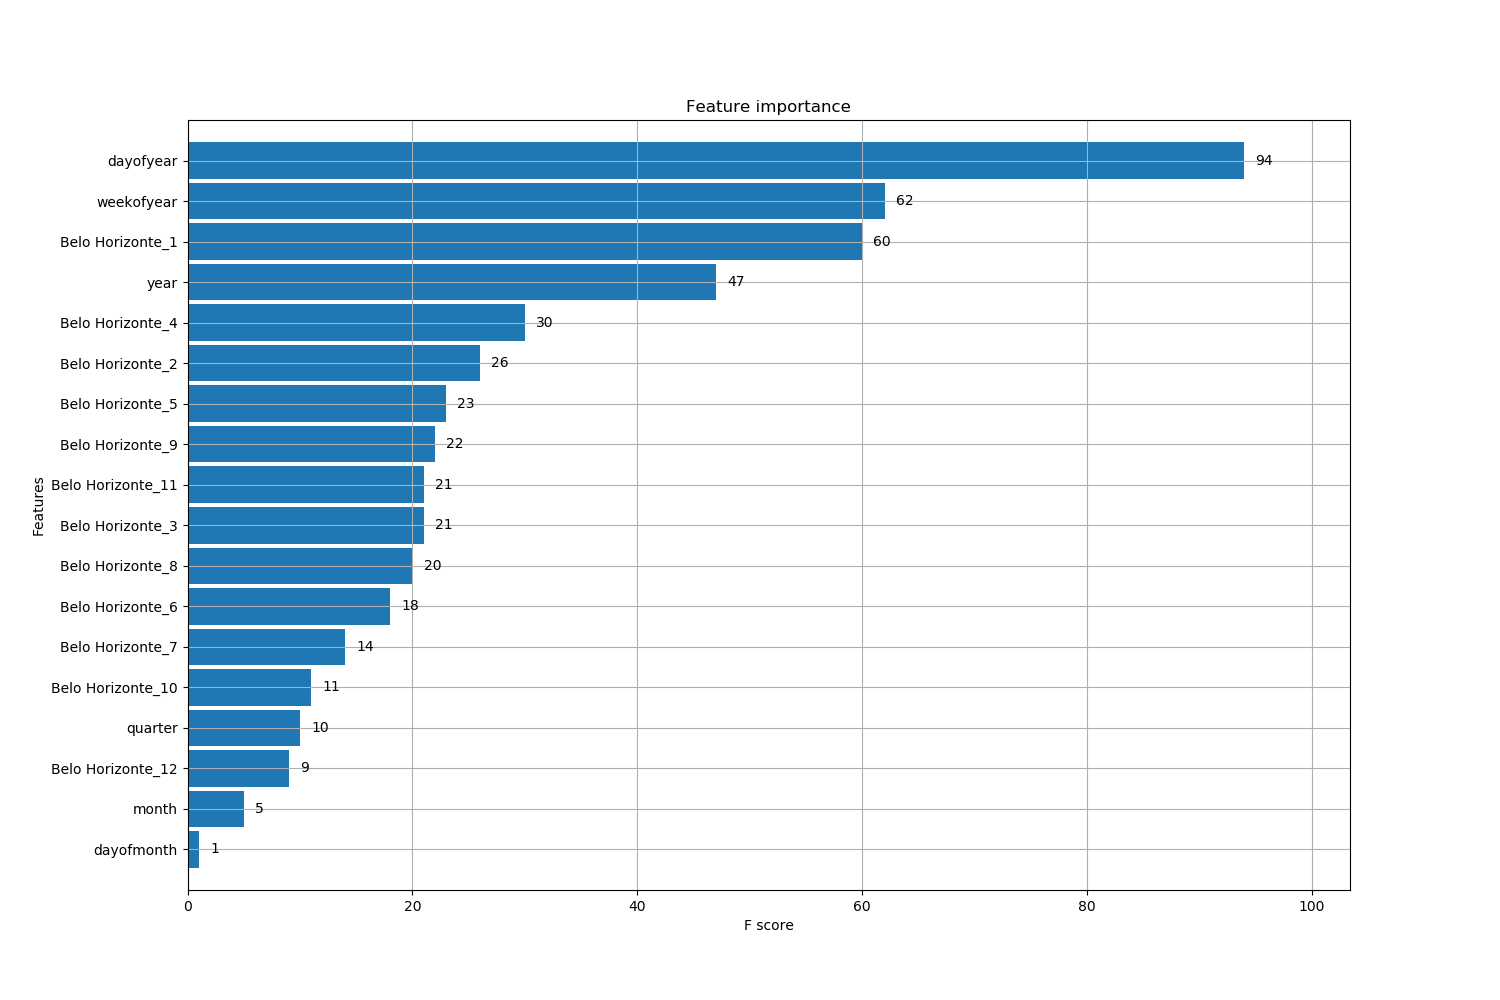 Feature importance
dayofyear 94
weekofyear 62
Belo Horizonte_1 60
year 47
Belo Horizonte_4 30
Belo Horizonte_2 26
Belo Horizonte_5 23
Belo Horizonte_9 22
Belo Horizonte_11 21
Belo Horizonte_3 21
Belo Horizonte_8 20
Belo Horizonte_6 18
Belo Horizonte_7 14
Belo Horizonte_10 11
quarter 10
Belo Horizonte_12 9
month 5
dayofmonth 1
Features
0 20 40 60 80 100
F score